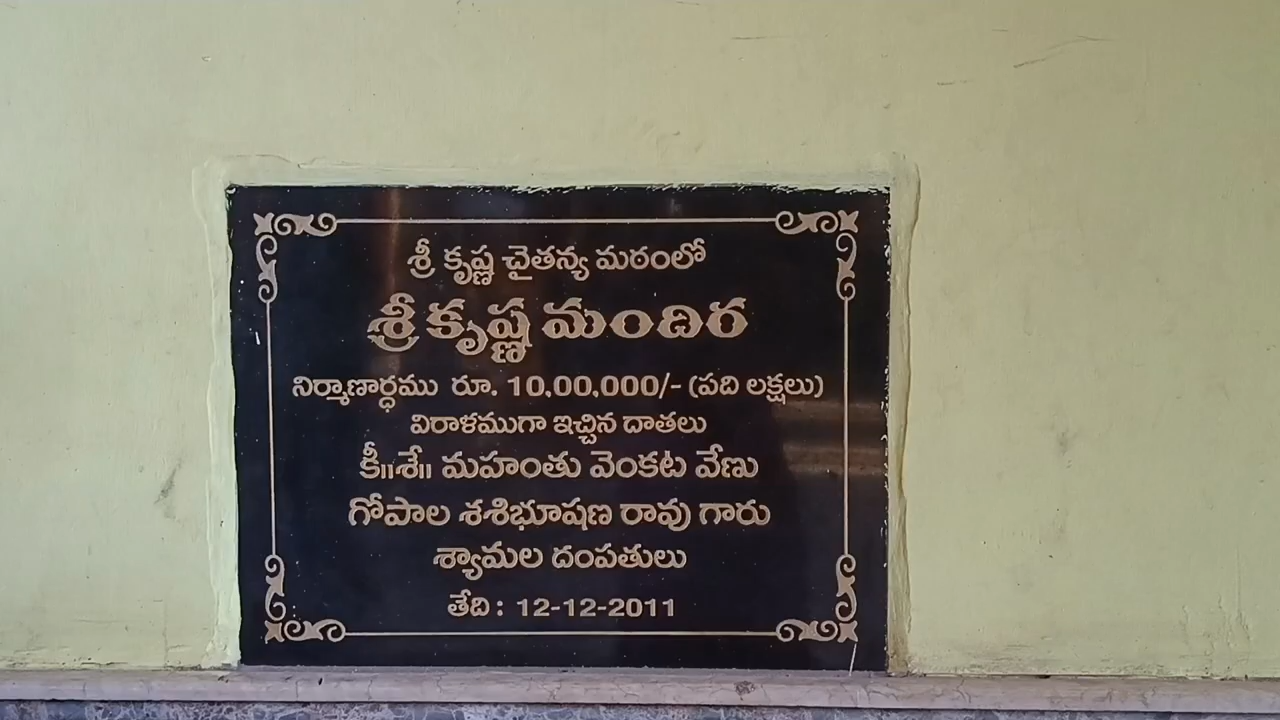 శ్రీ కృష్ణ చైతన్య మఠంలో
శ్రీ కృష్ణ మందిర
నిర్మాణార్ధము రూ. 10,00,000/- (పది లక్షలు)
విరాళముగా ఇచ్చిన దాతలు
కీ॥శే॥ మహంతు వెంకట వేణు
గోపాల శశిభూషణ రావు గారు
శ్యామల దంపతులు
తేది : 12-12-2011